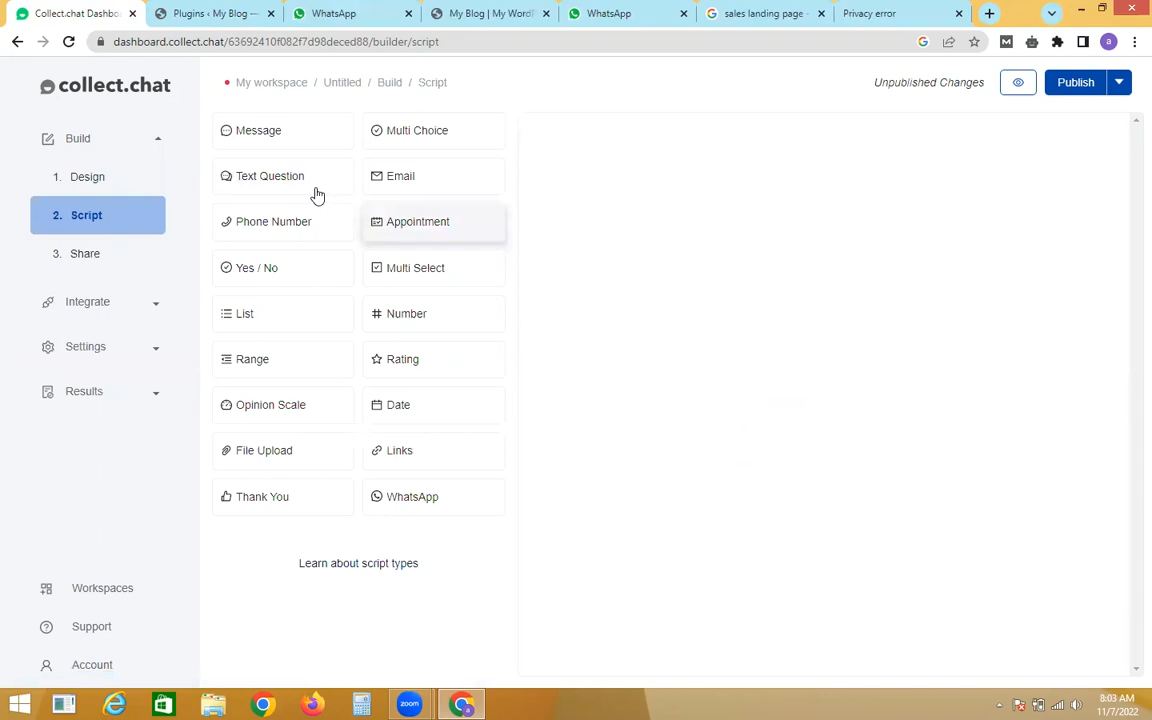 Collect.chat Dashbo
Plugins ‹ My Blog —
WhatsApp
My Blog | My WordP
WhatsApp
sales landing page -
Privacy error
dashboard.collect.chat/63692410f082f7d98deced88/builder/script
a
collect.chat
My workspace / Untitled / Build / Script
Unpublished Changes
Publish
Build
1. Design
2. Script
3. Share
Integrate
Settings
Results
Workspaces
Support
Account
Message
Multi Choice
Text Question
Email
Phone Number
Appointment
Yes / No
Multi Select
List
Number
Range
Rating
Opinion Scale
Date
File Upload
Links
Thank You
WhatsApp
Learn about script types
zoom
a
8:03 AM
11/7/2022